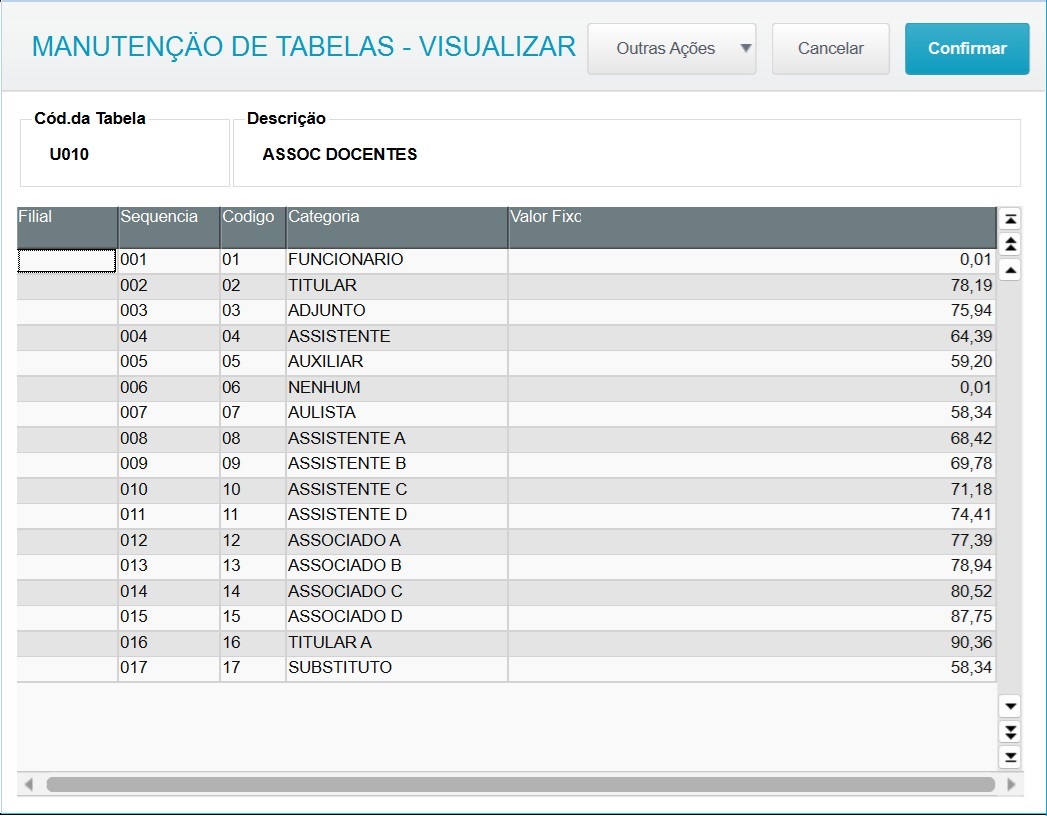 MANUTENÇÄO DE TABELAS - VISUALIZAR Outras Ações Cancelar Confirmar
Cód.da Tabela Descrição
U010 ASSOC DOCENTES
Filial Sequencia Codigo Categoria Valor Fixo
001 01 FUNCIONARIO 0,01
002 02 TITULAR 78,19
003 03 ADJUNTO 75,94
004 04 ASSISTENTE 64,39
005 05 AUXILIAR 59,20
006 06 NENHUM 0,01
007 07 AULISTA 58,34
008 08 ASSISTENTE A 68,42
009 09 ASSISTENTE B 69,78
010 10 ASSISTENTE C 71,18
011 11 ASSISTENTE D 74,41
012 12 ASSOCIADO A 77,39
013 13 ASSOCIADO B 78,94
014 14 ASSOCIADO C 80,52
015 15 ASSOCIADO D 87,75
016 16 TITULAR A 90,36
017 17 SUBSTITUTO 58,34